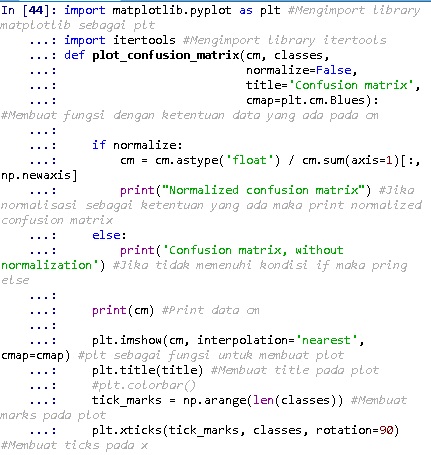 In [44]: import matplotlib.pyplot as plt #Mengimport library
matplotlib sebagai plt
...: import itertools #Mengimport library itertools
...: def plot_confusion_matrix(cm, classes,
...: normalize=False,
...: title='Confusion matrix',
...: cmap=plt.cm.Blues):
#Membuat fungsi dengan ketentuan data yang ada pada cm
...:
...: if normalize:
...: cm = cm.astype('float') / cm.sum(axis=1)[:,
np.newaxis]
...: print("Normalized confusion matrix") #Jika
normalisasi sebagai ketentuan yang ada maka print normalized
confusion matrix
...: else:
...: print('Confusion matrix, without
normalization') #Jika tidak memenuhi kondisi if maka pring
else
...:
...: print(cm) #Print data cm
...:
...: plt.imshow(cm, interpolation='nearest',
cmap=cmap) #plt sebagai fungsi untuk membuat plot
...: plt.title(title) #Membuat title pada plot
...: #plt.colorbar()
...: tick_marks = np.arange(len(classes)) #Membuat
marks pada plot
...: plt.xticks(tick_marks, classes, rotation=90)
#Membuat ticks pada x